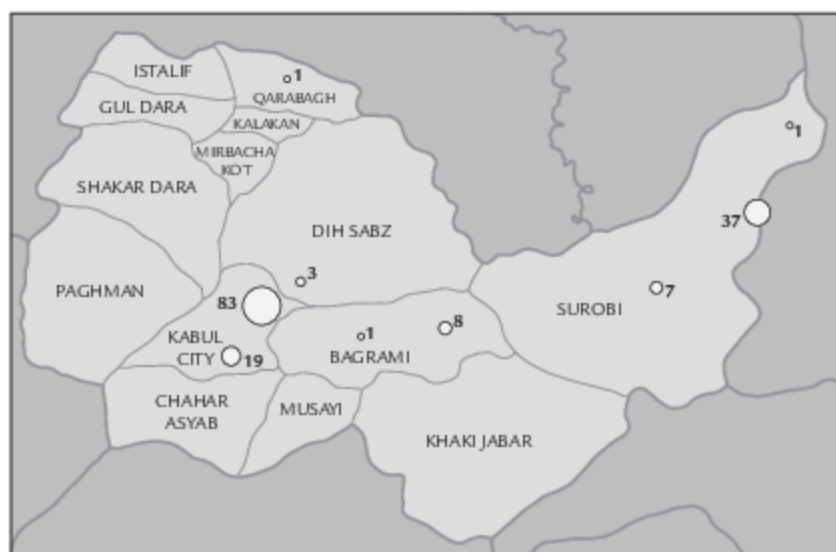 ISTALIF
1
QARABAGH
GUL DARA
KALAKAN
1
MIRBACHA
KOT
SHAKAR DARA
37
DIH SABZ
3
PAGHMAN
7
83
SUROBI
8
KABUL
CITY
19
1
BAGRAMI
CHAHAR
ASYAB
MUSAYI
KHAKI JABAR